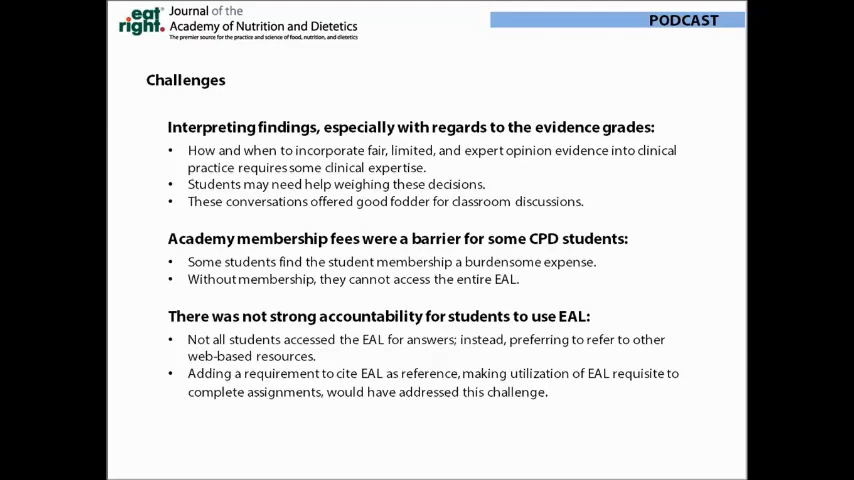 eat
right.
Journal of the
Academy of Nutrition and Dietetics
The premier source for the practice and science of food, nutrition, and dietetics
PODCAST
Challenges
Interpreting findings, especially with regards to the evidence grades:
• How and when to incorporate fair, limited, and expert opinion evidence into clinical
practice requires some clinical expertise.
• Students may need help weighing these decisions.
• These conversations offered good fodder for classroom discussions.
Academy membership fees were a barrier for some CPD students:
• Some students find the student membership a burdensome expense.
• Without membership, they cannot access the entire EAL.
There was not strong accountability for students to use EAL:
• Not all students accessed the EAL for answers; instead, preferring to refer to other
web-based resources.
• Adding a requirement to cite EAL as reference, making utilization of EAL requisite to
complete assignments, would have addressed this challenge.